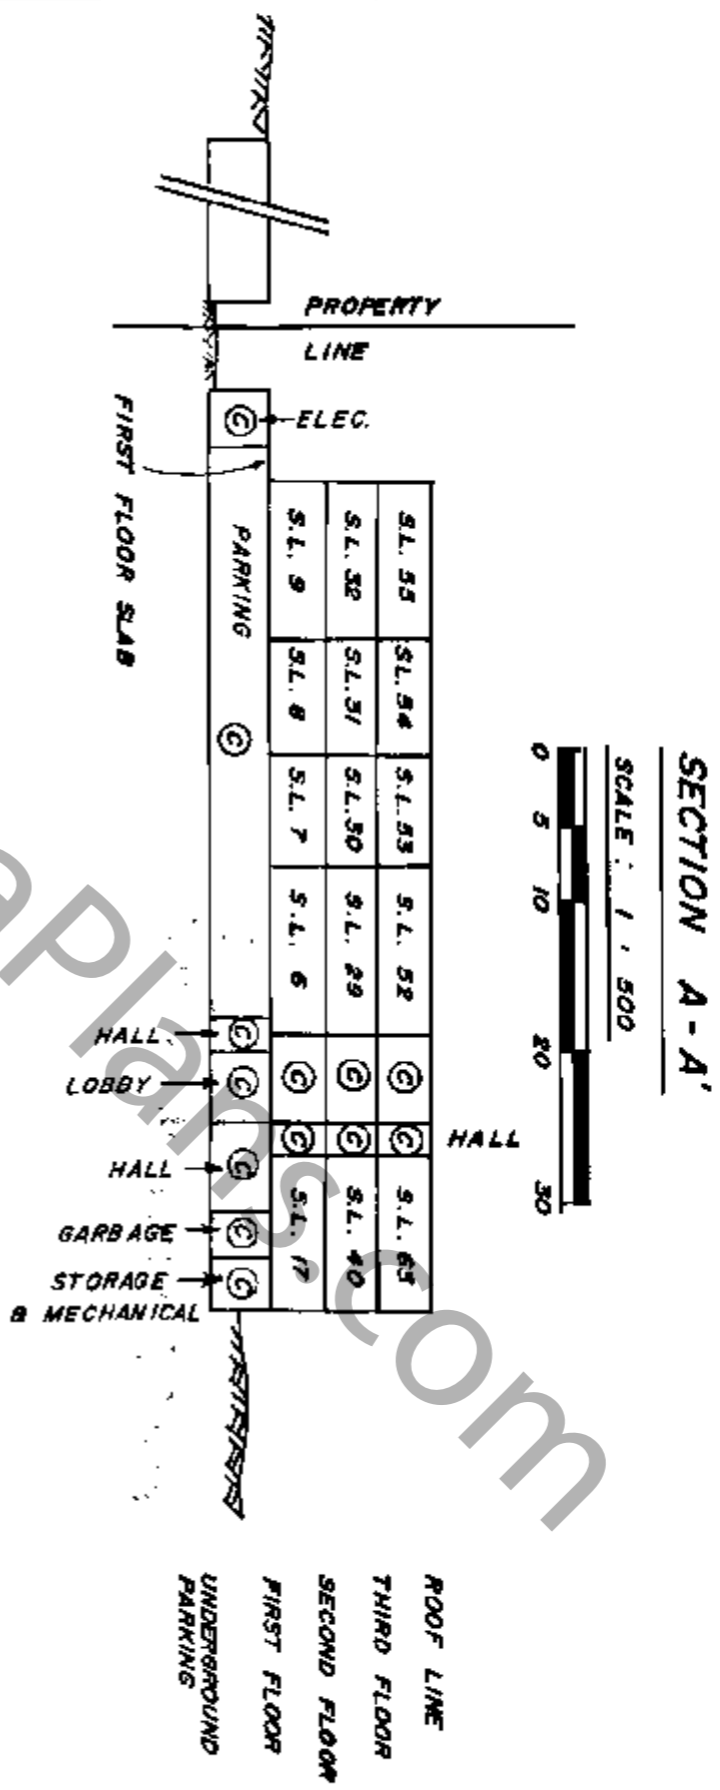 SECTION A-A'
SCALE : 1 : 500
0 5 10 20 30
PROPERTY
LINE
ELEC.
FIRST FLOOR SLAB
PARKING
C
C
S.L. 55 S.L. 54 S.L. 53 S.L. 52 C C S.L. 63
S.L. 32 S.L. 31 S.L. 30 S.L. 29 C C S.L. 40
S.L. 9 S.L. 8 S.L. 7 S.L. 6 C C S.L. 17
HALL
HALL C
LOBBY C
HALL C
GARBAGE C
STORAGE C
& MECHANICAL
ROOF LINE
THIRD FLOOR
SECOND FLOOR
FIRST FLOOR
UNDERGROUND
PARKING
aPlans.com